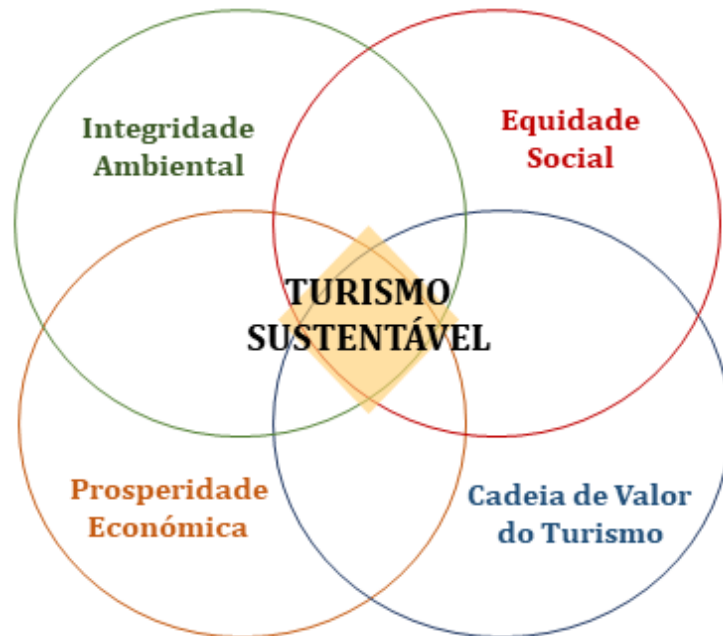 Integridade
Ambiental
Equidade
Social
TURISMO
SUSTENTÁVEL
Prosperidade
Económica
Cadeia de Valor
do Turismo